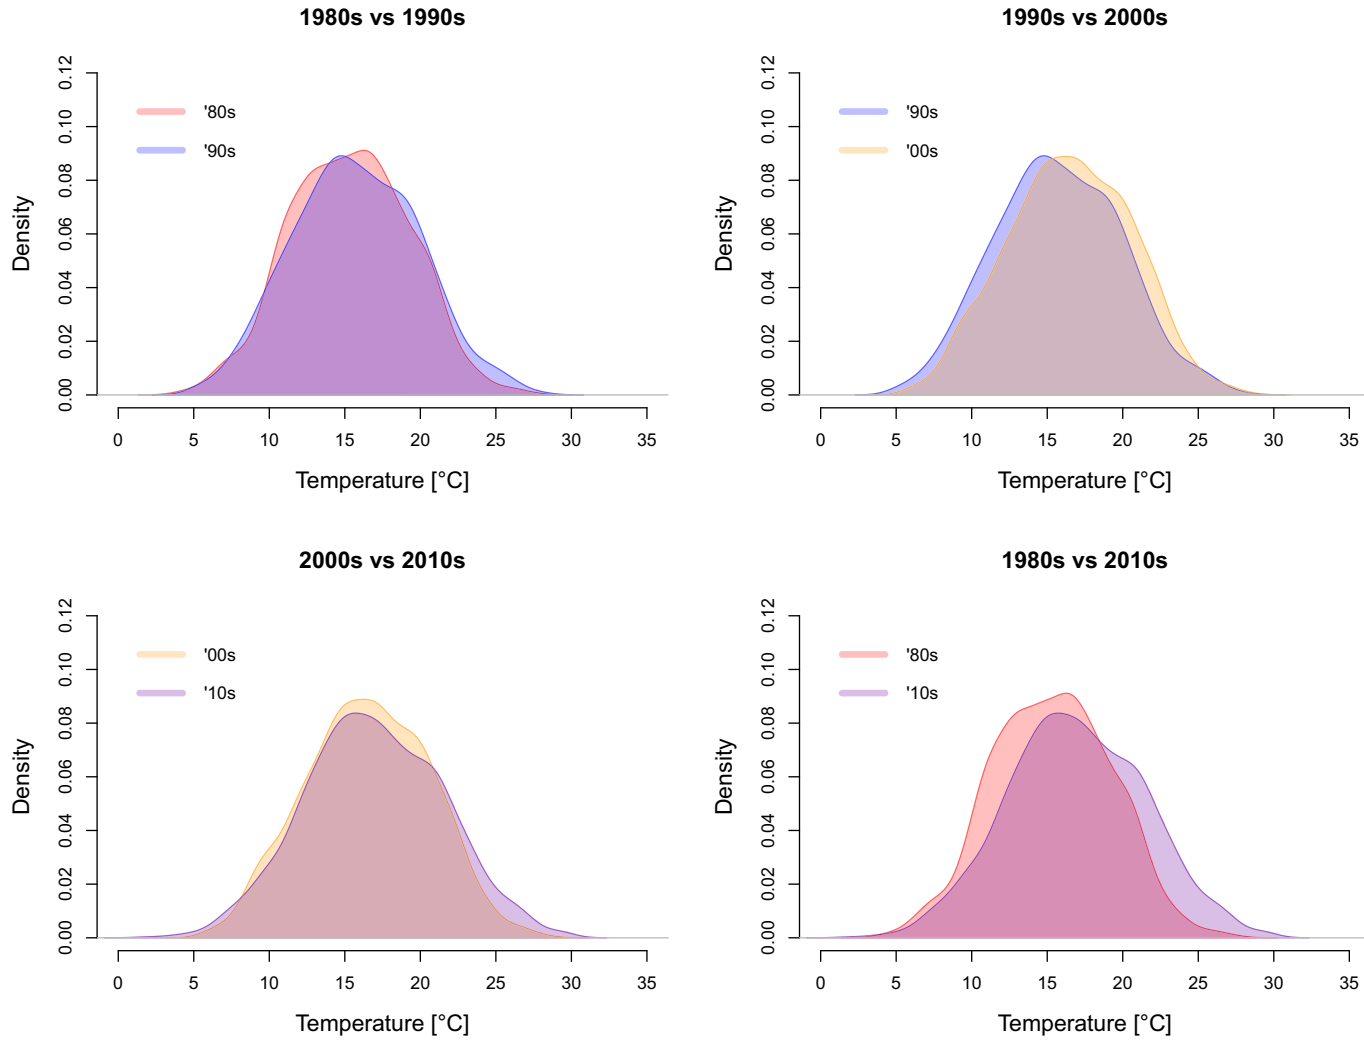 1980s vs 1990s
0.12
0.10
0.08
0.06
0.04
0.02
0.00
Density
'80s
'90s
0 5 10 15 20 25 30 35
Temperature [°C]
1990s vs 2000s
0.12
0.10
0.08
0.06
0.04
0.02
0.00
Density
'90s
'00s
0 5 10 15 20 25 30 35
Temperature [°C]
2000s vs 2010s
0.12
0.10
0.08
0.06
0.04
0.02
0.00
Density
'00s
'10s
0 5 10 15 20 25 30 35
Temperature [°C]
1980s vs 2010s
0.12
0.10
0.08
0.06
0.04
0.02
0.00
Density
'80s
'10s
0 5 10 15 20 25 30 35
Temperature [°C]